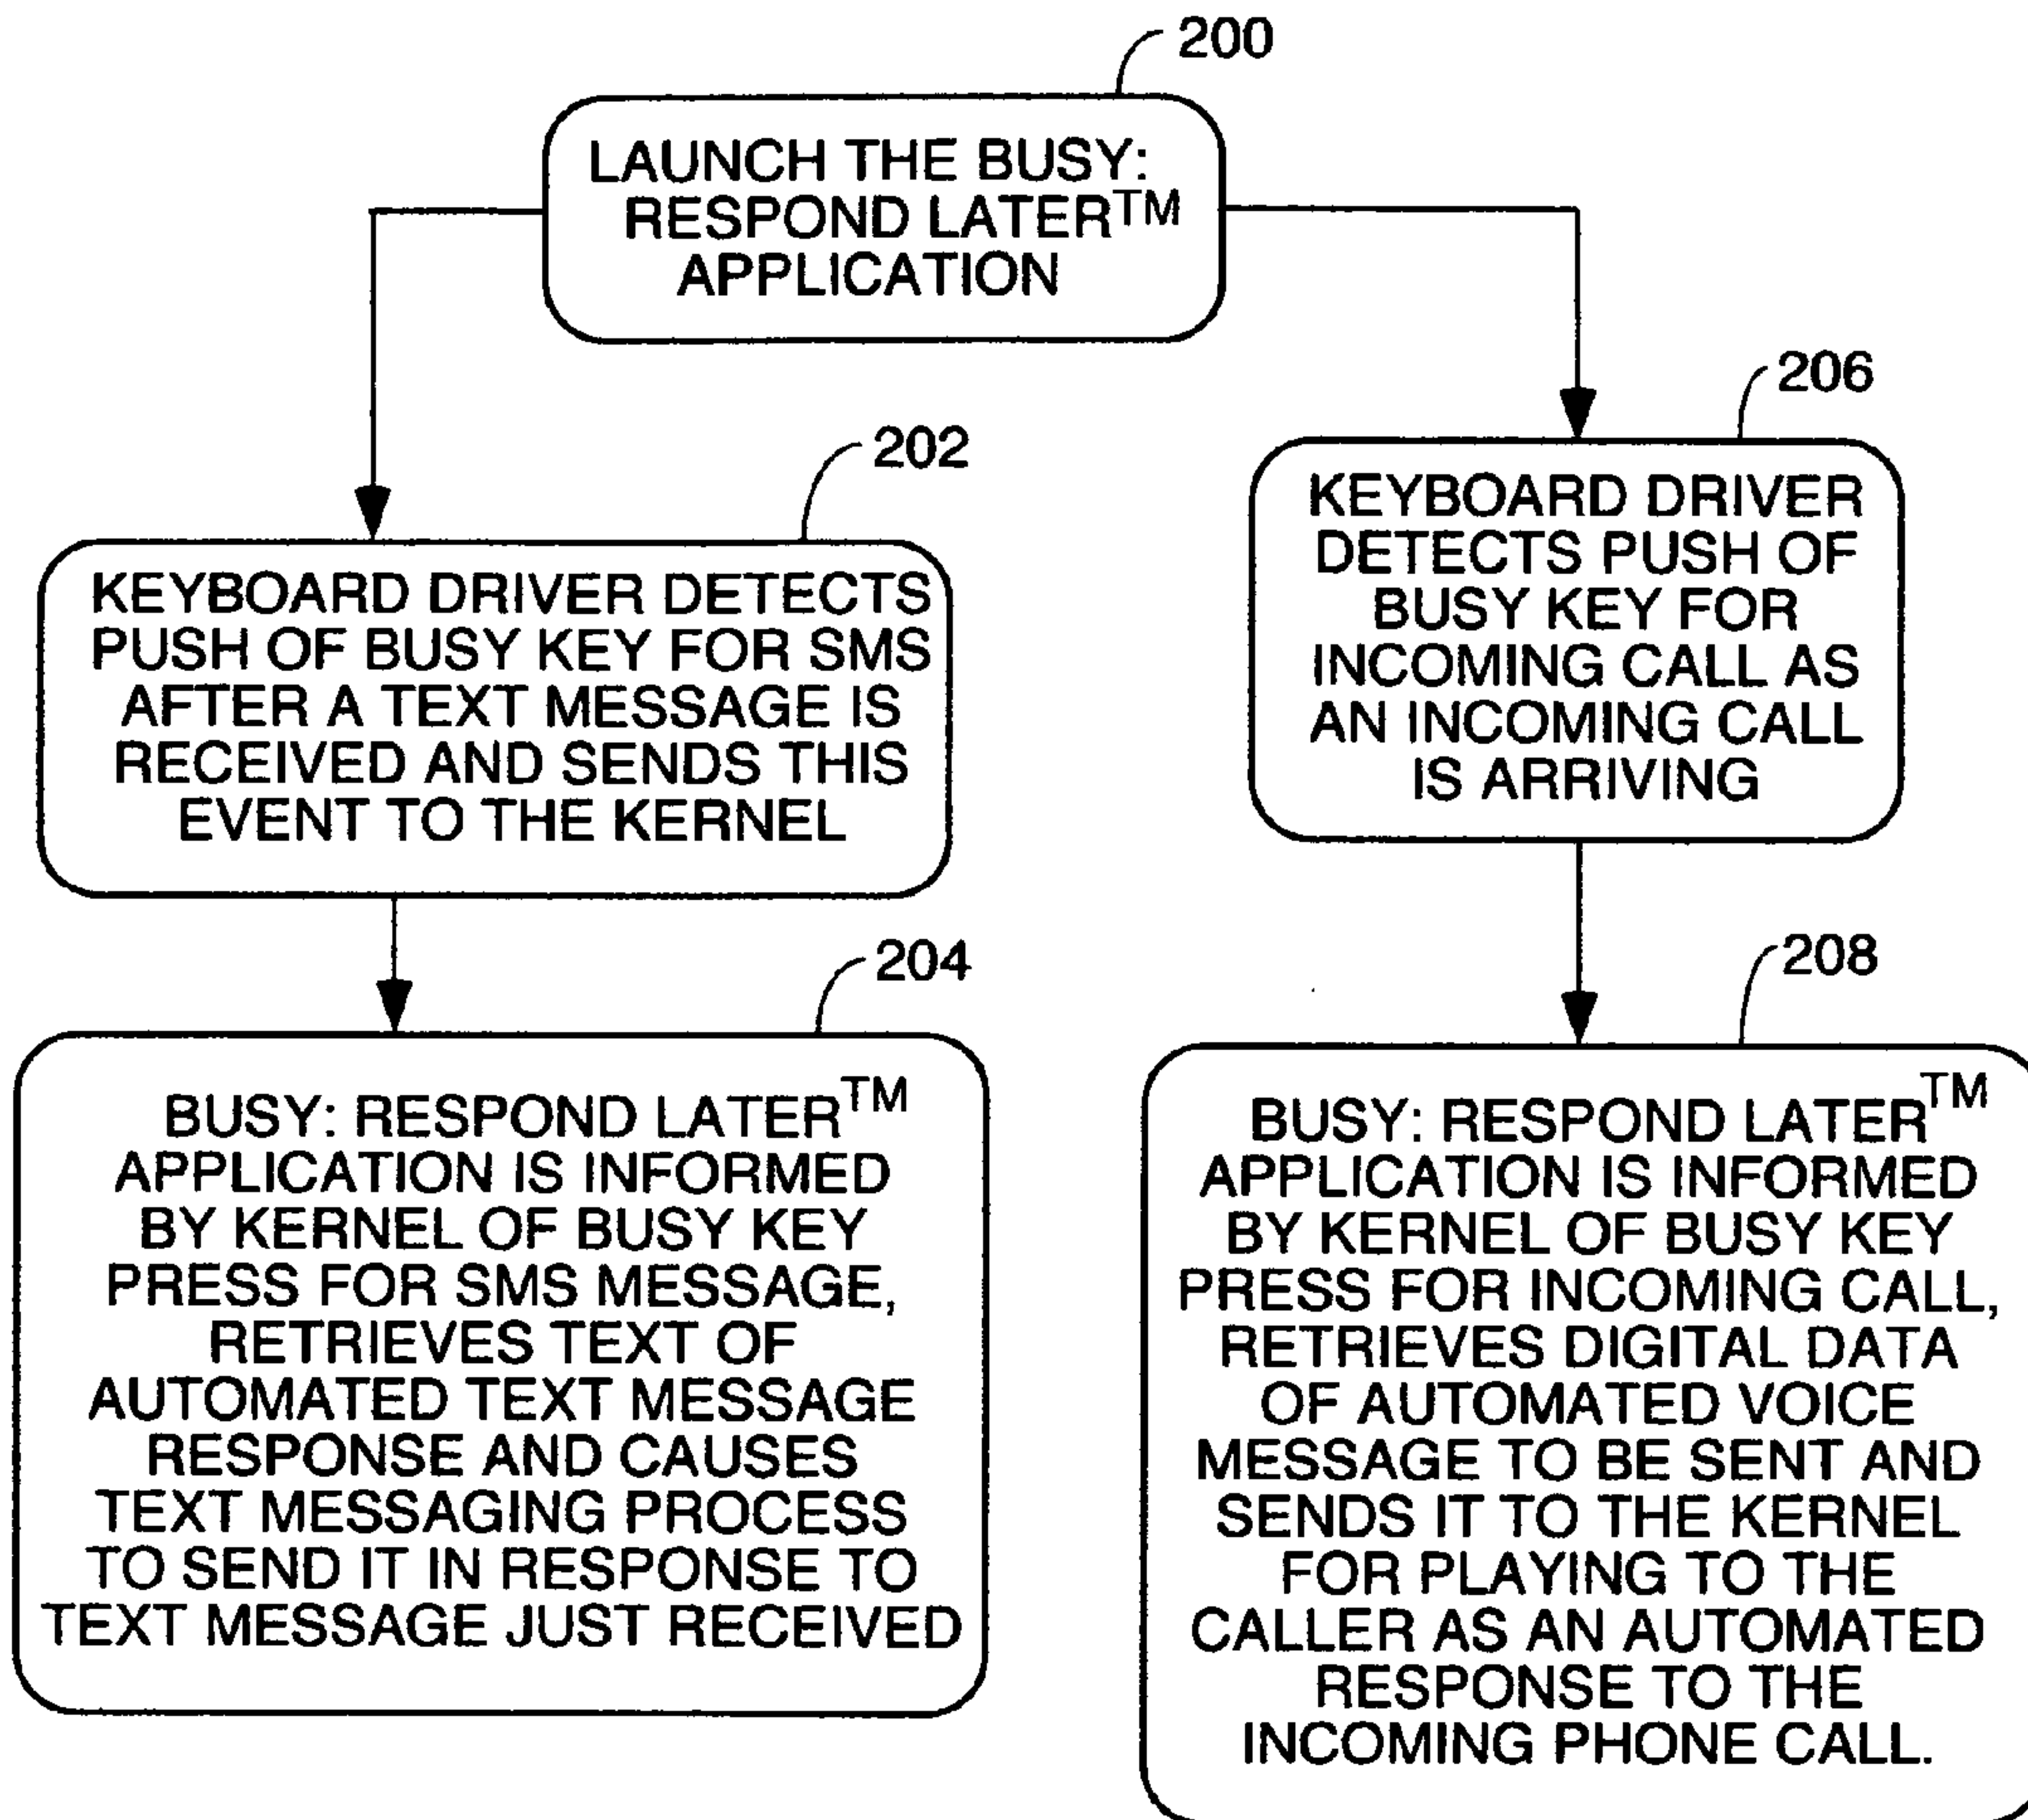 200
LAUNCH THE BUSY:
RESPOND LATER™
APPLICATION
202
KEYBOARD DRIVER DETECTS
PUSH OF BUSY KEY FOR SMS
AFTER A TEXT MESSAGE IS
RECEIVED AND SENDS THIS
EVENT TO THE KERNEL
204
BUSY: RESPOND LATER™
APPLICATION IS INFORMED
BY KERNEL OF BUSY KEY
PRESS FOR SMS MESSAGE,
RETRIEVES TEXT OF
AUTOMATED TEXT MESSAGE
RESPONSE AND CAUSES
TEXT MESSAGING PROCESS
TO SEND IT IN RESPONSE TO
TEXT MESSAGE JUST RECEIVED
206
KEYBOARD DRIVER
DETECTS PUSH OF
BUSY KEY FOR
INCOMING CALL AS
AN INCOMING CALL
IS ARRIVING
208
BUSY: RESPOND LATER™
APPLICATION IS INFORMED
BY KERNEL OF BUSY KEY
PRESS FOR INCOMING CALL,
RETRIEVES DIGITAL DATA
OF AUTOMATED VOICE
MESSAGE TO BE SENT AND
SENDS IT TO THE KERNEL
FOR PLAYING TO THE
CALLER AS AN AUTOMATED
RESPONSE TO THE
INCOMING PHONE CALL.